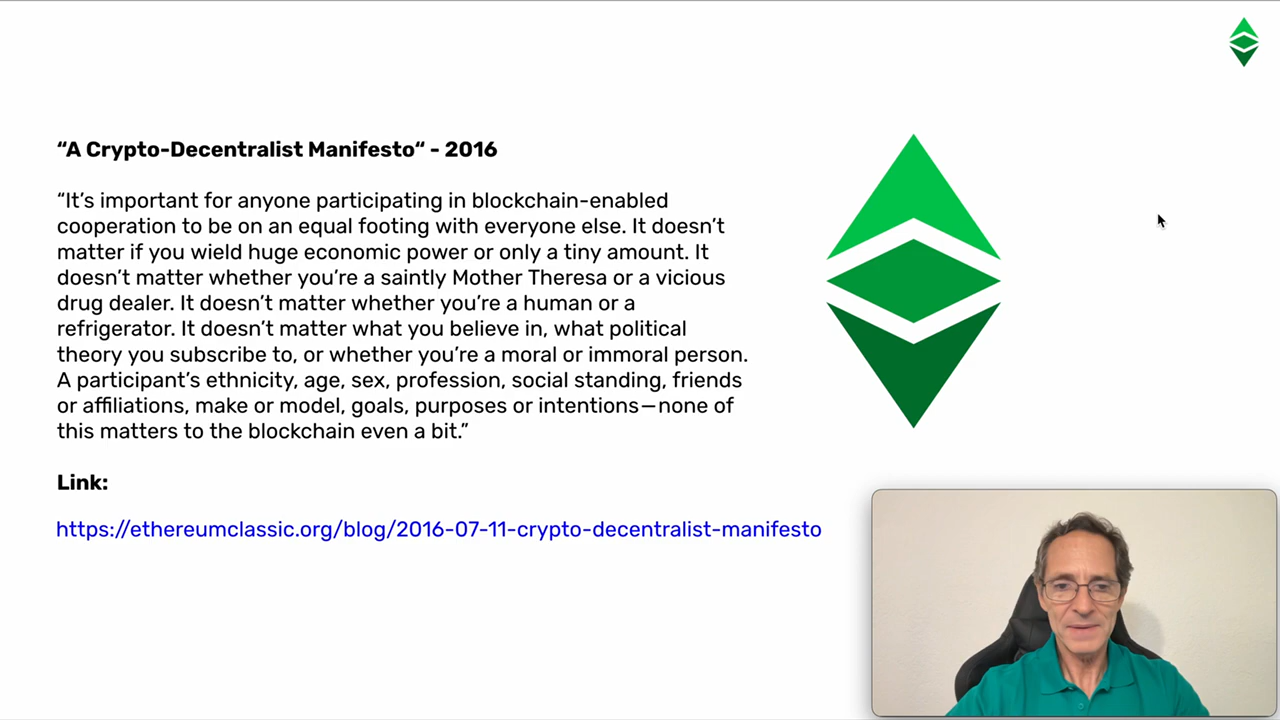 “A Crypto-Decentralist Manifesto“ - 2016
“It’s important for anyone participating in blockchain-enabled
cooperation to be on an equal footing with everyone else. It doesn’t
matter if you wield huge economic power or only a tiny amount. It
doesn’t matter whether you’re a saintly Mother Theresa or a vicious
drug dealer. It doesn’t matter whether you’re a human or a
refrigerator. It doesn’t matter what you believe in, what political
theory you subscribe to, or whether you’re a moral or immoral person.
A participant’s ethnicity, age, sex, profession, social standing, friends
or affiliations, make or model, goals, purposes or intentions—none of
this matters to the blockchain even a bit.”
Link:
https://ethereumclassic.org/blog/2016-07-11-crypto-decentralist-manifesto